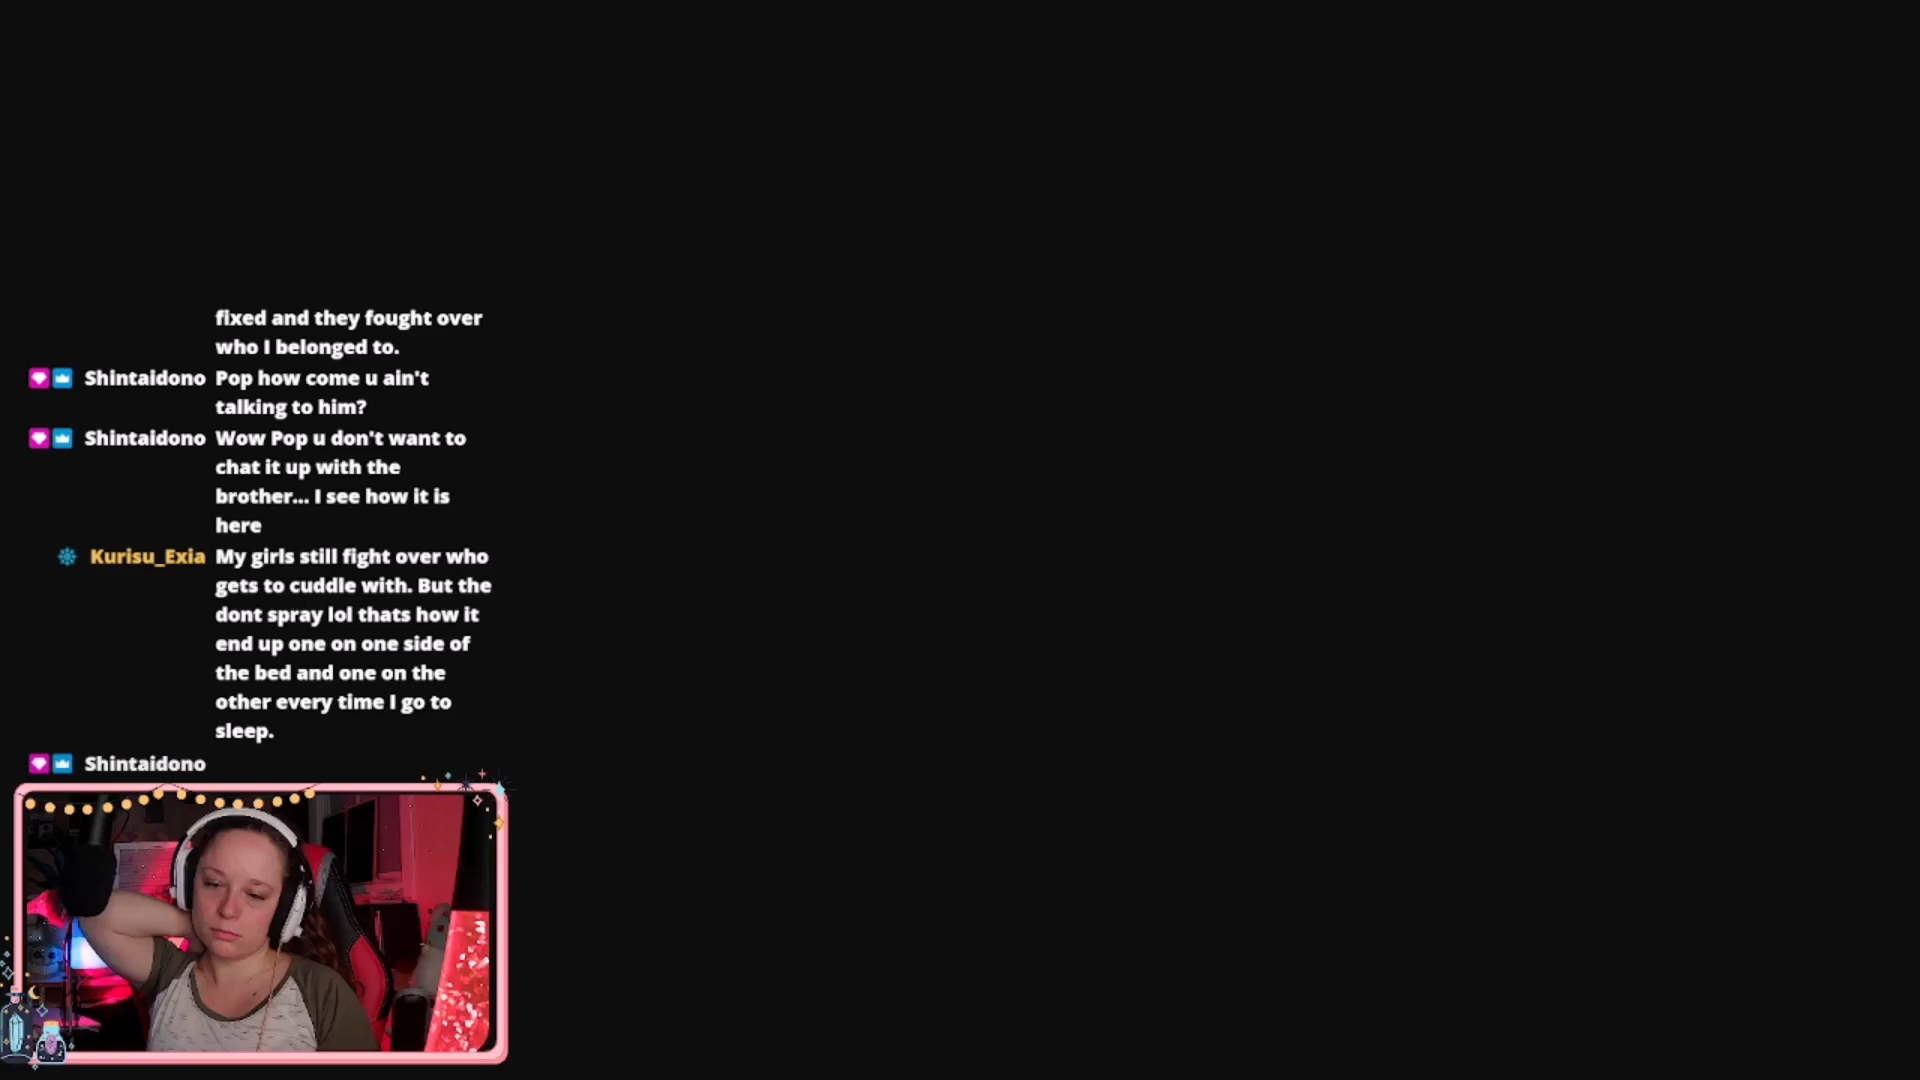 fixed and they fought over
who I belonged to.
Shintaidono Pop how come u ain't
talking to him?
Shintaidono Wow Pop u don't want to
chat it up with the
brother... I see how it is
here
Kurisu_Exia My girls still fight over who
gets to cuddle with. But the
dont spray lol thats how it
end up one on one side of
the bed and one on the
other every time I go to
sleep.
Shintaidono